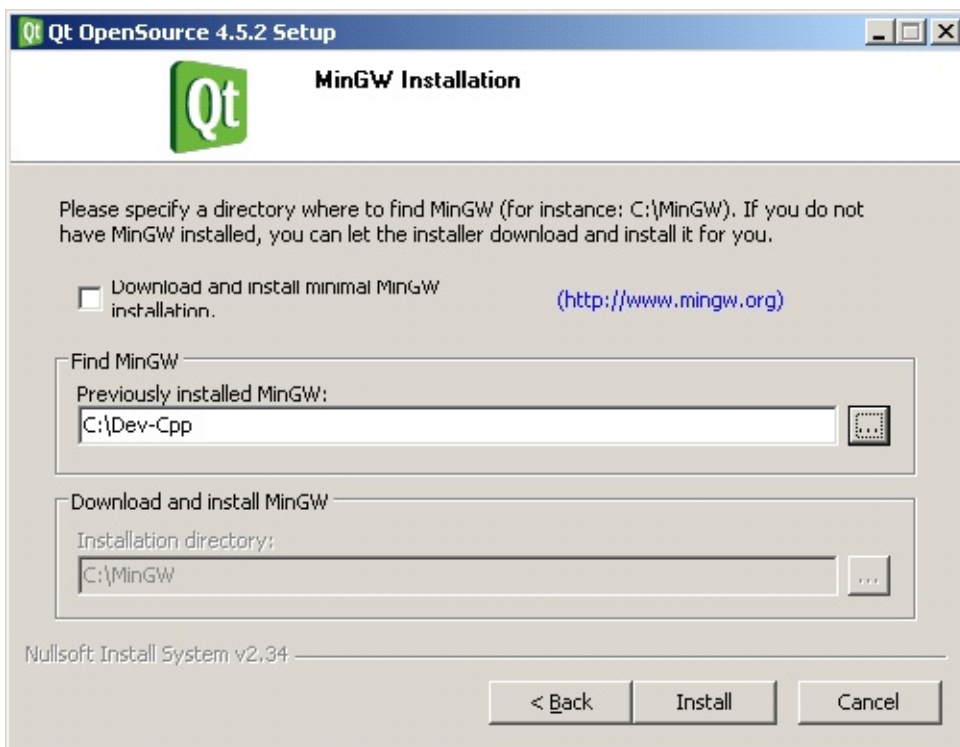 Qt Qt OpenSource 4.5.2 Setup
Qt
MinGW Installation
Please specify a directory where to find MinGW (for instance: C:\MinGW). If you do not
have MinGW installed, you can let the installer download and install it for you.
Download and install minimal MinGW
installation.
(http://www.mingw.org)
Find MinGW
Previously installed MinGW:
C:\Dev-Cpp
...
Download and install MinGW
Installation directory:
C:\MinGW
...
Nullsoft Install System v2.34
< Back
Install
Cancel